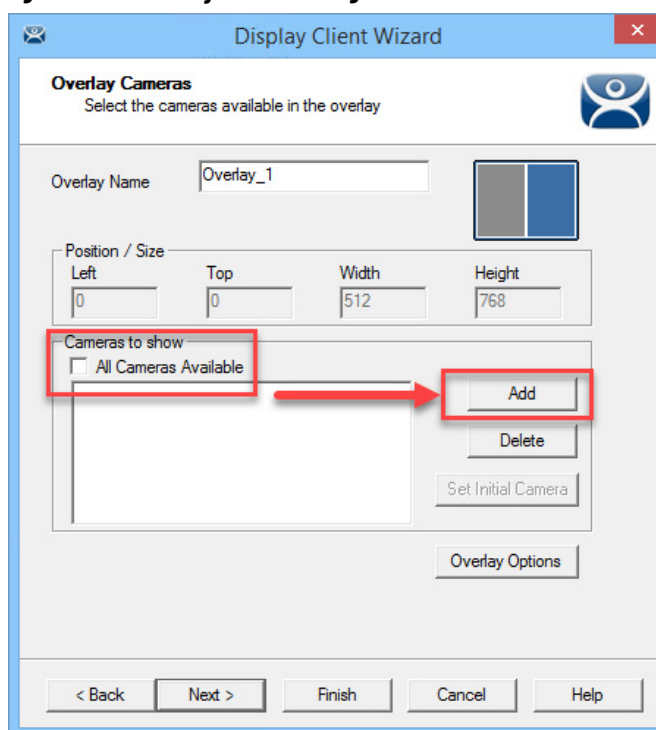 Display Client Wizard
Overlay Cameras
Select the cameras available in the overlay
Overlay Name Overlay_1
Position / Size
Left Top Width Height
0 0 512 768
Cameras to show
All Cameras Available
Add
Delete
Set Initial Camera
Overlay Options
< Back Next > Finish Cancel Help